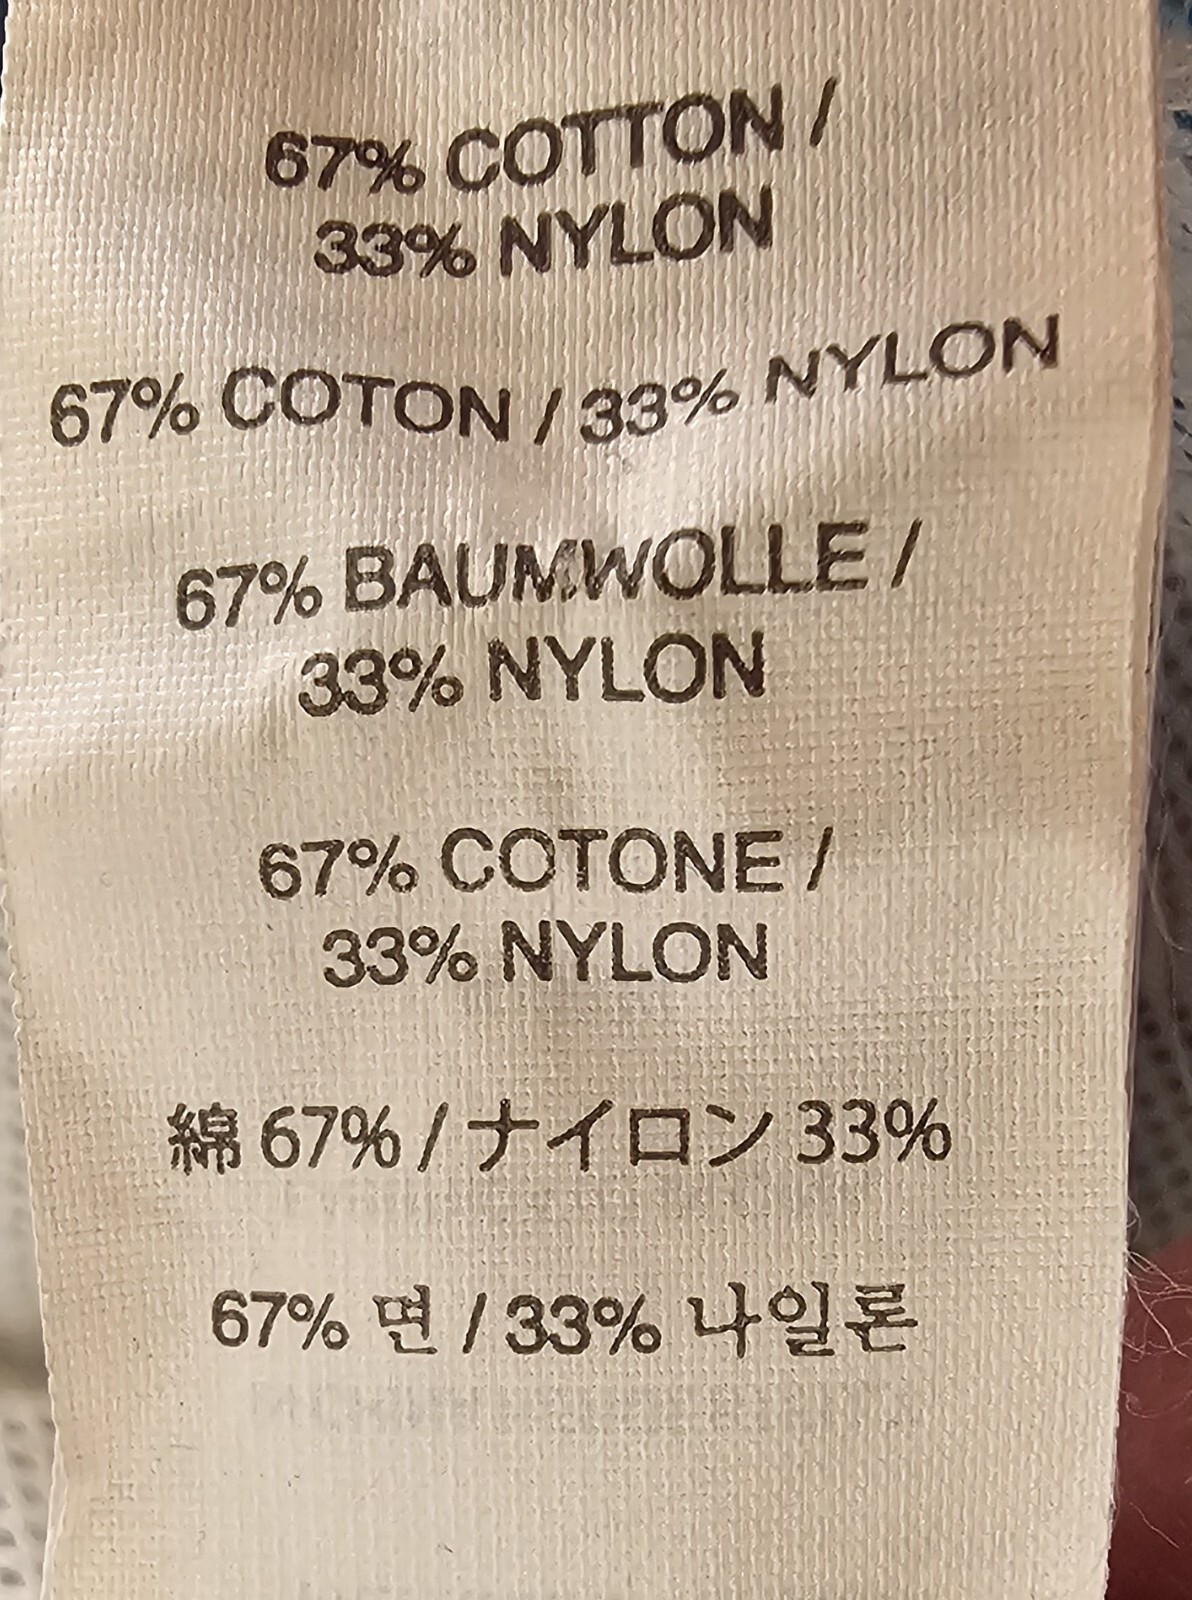 67% COTTON /
33% NYLON
67% COTON / 33% NYLON
67% BAUMWOLLE /
33% NYLON
67% COTONE /
33% NYLON
綿 67% / ナイロン 33%
67% 면 / 33% 나일론